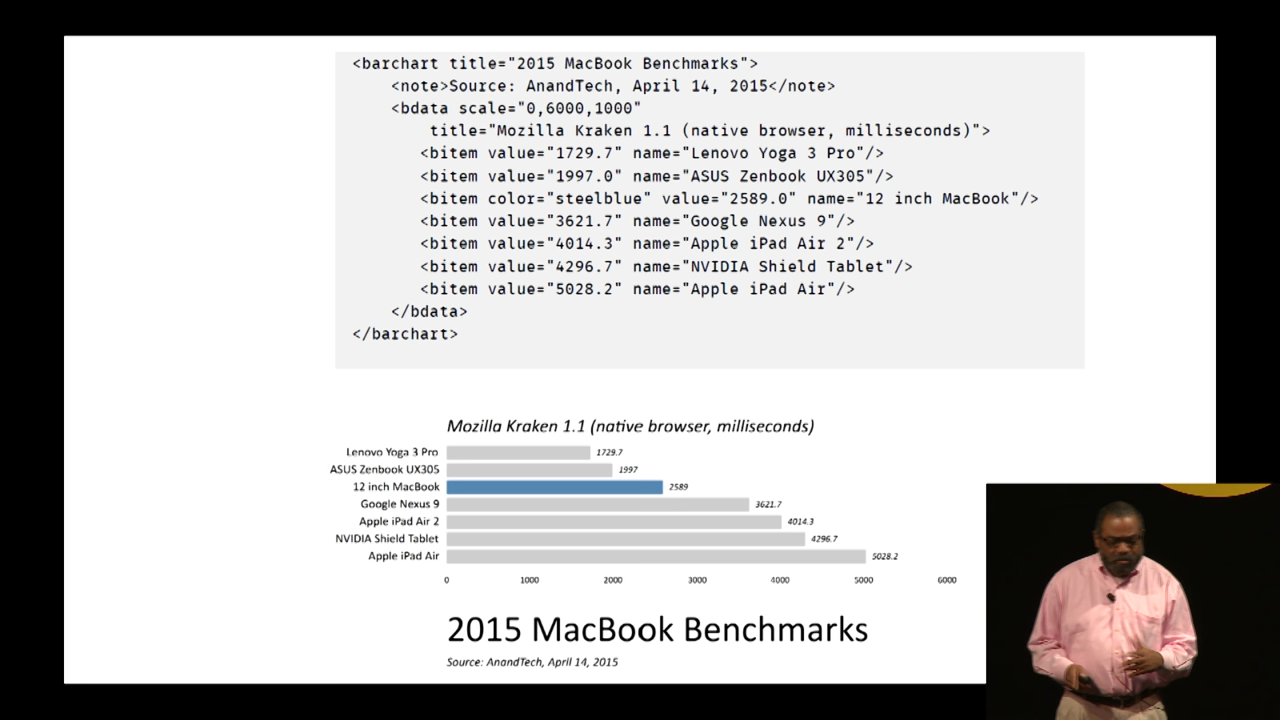 <barchart title="2015 MacBook Benchmarks">
<note>Source: AnandTech, April 14, 2015</note>
<bdata scale="0,6000,1000"
title="Mozilla Kraken 1.1 (native browser, milliseconds)">
<bitem value="1729.7" name="Lenovo Yoga 3 Pro"/>
<bitem value="1997.0" name="ASUS Zenbook UX305"/>
<bitem color="steelblue" value="2589.0" name="12 inch MacBook"/>
<bitem value="3621.7" name="Google Nexus 9"/>
<bitem value="4014.3" name="Apple iPad Air 2"/>
<bitem value="4296.7" name="NVIDIA Shield Tablet"/>
<bitem value="5028.2" name="Apple iPad Air"/>
</bdata>
</barchart>
Mozilla Kraken 1.1 (native browser, milliseconds)
Lenovo Yoga 3 Pro 1729.7
ASUS Zenbook UX305 1997
12 inch MacBook 2589
Google Nexus 9 3621.7
Apple iPad Air 2 4014.3
NVIDIA Shield Tablet 4296.7
Apple iPad Air 5028.2
0 1000 2000 3000 4000 5000 6000
2015 MacBook Benchmarks
Source: AnandTech, April 14, 2015